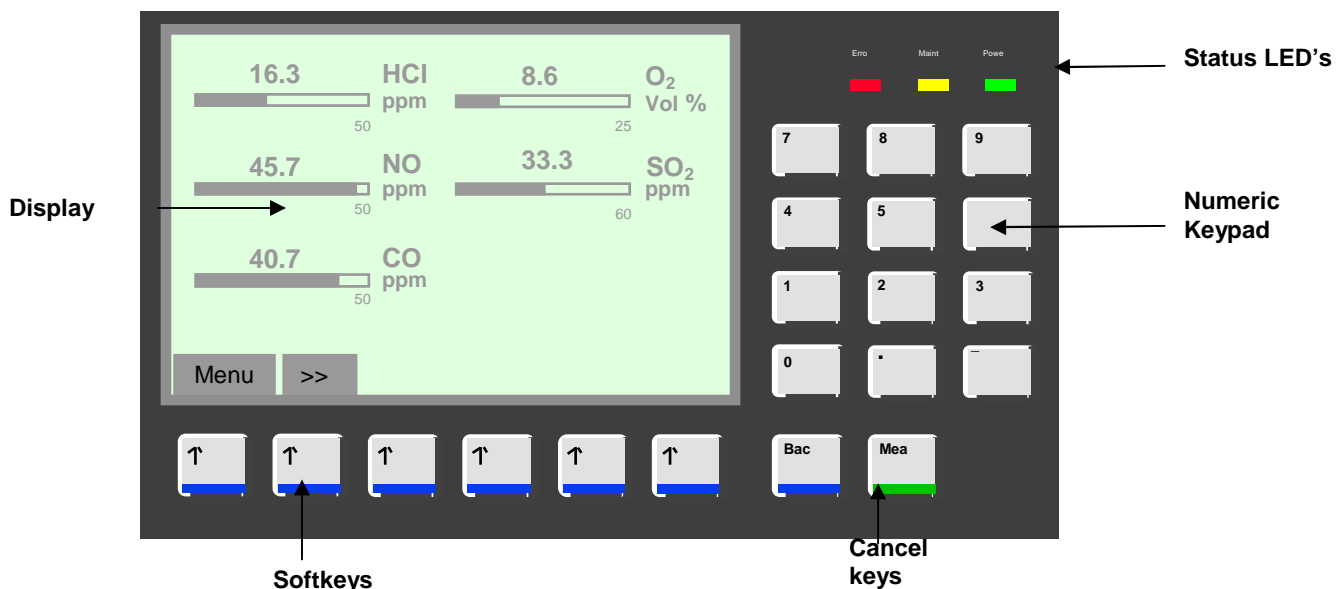 16.3 HCl
ppm
50
8.6 O₂
Vol %
25
45.7 NO
ppm
50
33.3 SO₂
ppm
60
40.7 CO
ppm
50
Menu >>
Erro Maint Powe
7 8 9
4 5
1 2 3
0 . –
Bac Mea
Display
Status LED's
Numeric
Keypad
Softkeys
Cancel
keys